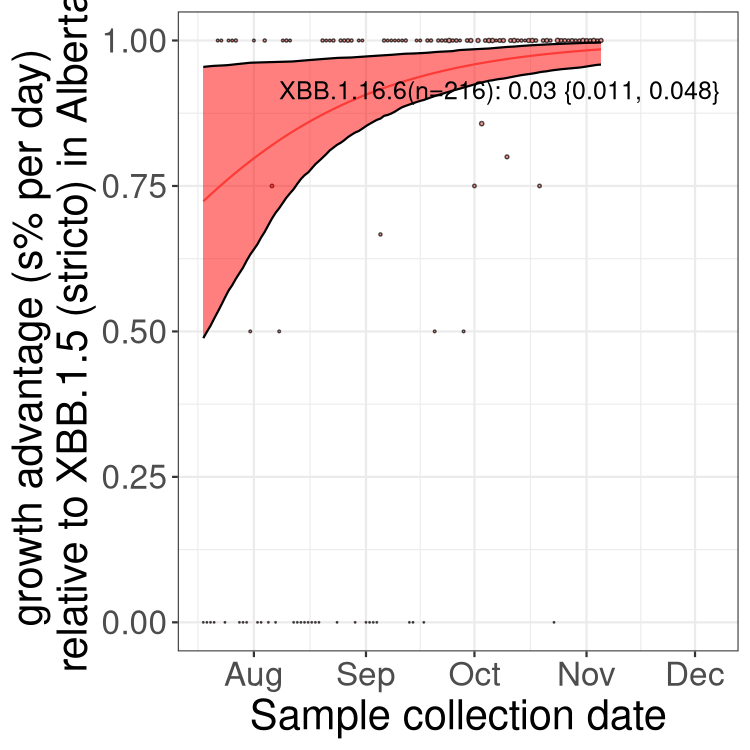 growth advantage (s% per day)
relative to XBB.1.5 (stricto) in Alberta
1.00
0.75
0.50
0.25
0.00
XBB.1.16.6(n=216): 0.03 {0.011, 0.048}
Aug Sep Oct Nov Dec
Sample collection date